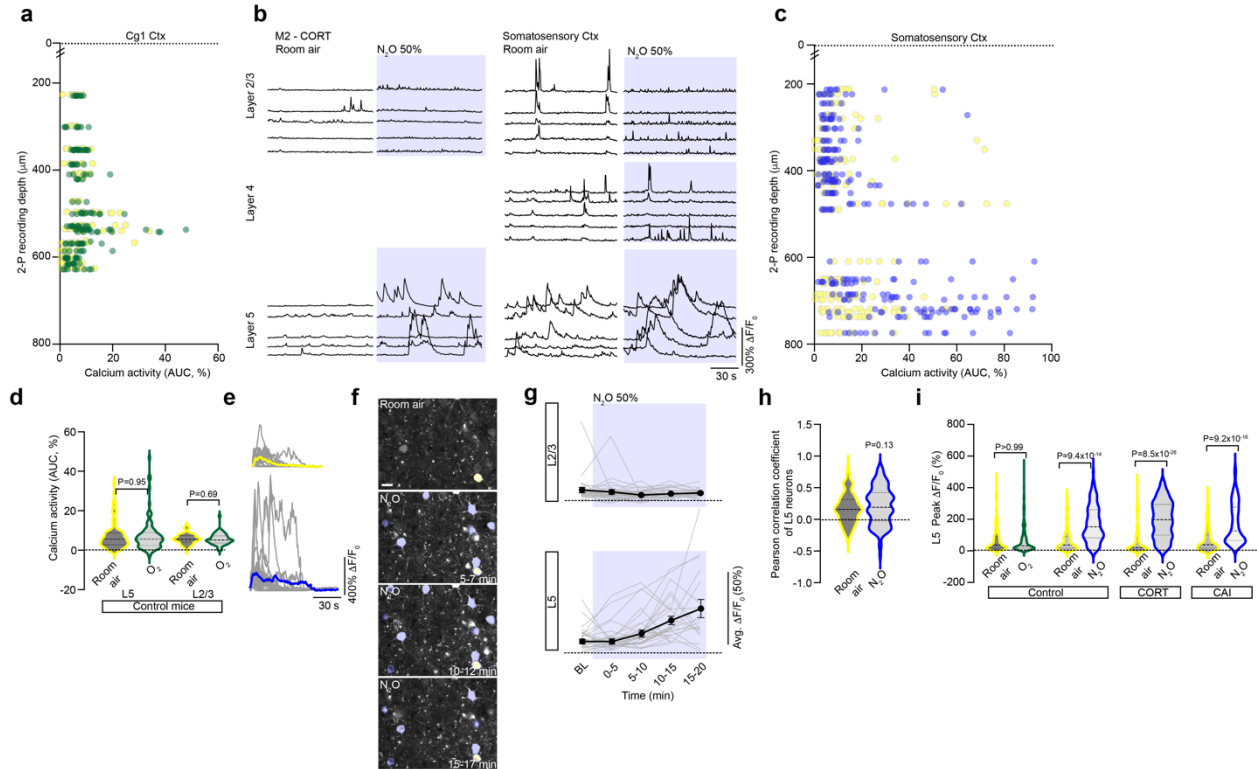 a
Cg1 Ctx
0
200
400
600
800
2-P recording depth (μm)
0 20 40 60
Calcium activity (AUC, %)
b
M2 - CORT
Room air
N2O 50%
Somatosensory Ctx
Room air
N2O 50%
Layer 2/3
Layer 4
Layer 5
300% ΔF/F0
30 s
c
Somatosensory Ctx
0
200
400
600
800
2-P recording depth (μm)
0 20 40 60 80 100
Calcium activity (AUC, %)
d
Calcium activity (AUC, %)
60
40
20
0
-20
P=0.95
P=0.69
Room air
O2
Room air
O2
L5
L2/3
Control mice
e
400% ΔF/F0
30 s
f
Room air
N2O
5-7 min
N2O
10-12 min
N2O
15-17 min
g
N2O 50%
L2/3
L5
Avg. ΔF/F0 (50%)
BL 0-5 5-10 10-15 15-20
Time (min)
h
Pearson correlation coefficient
of L5 neurons
1.5
1.0
0.5
0.0
-0.5
-1.0
P=0.13
Room air
N2O
i
L5 Peak ΔF/F0 (%)
800
600
400
200
0
-200
P>0.99
P=9.4x10-14
P=8.5x10-26
P=9.2x10-16
Room air
O2
Room air
N2O
Room air
N2O
Room air
N2O
Control
CORT
CAI